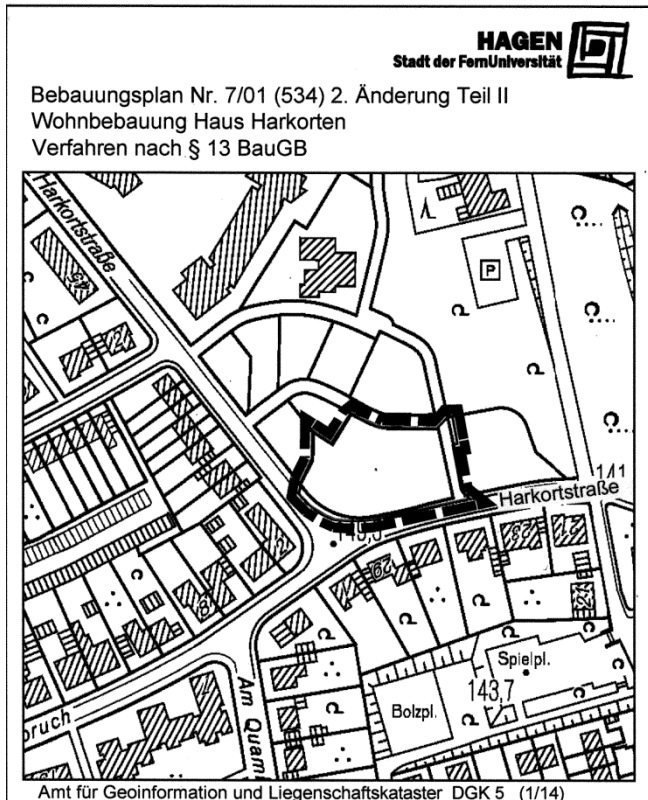 HAGEN
Stadt der FernUniversität
Bebauungsplan Nr. 7/01 (534) 2. Änderung Teil II
Wohnbebauung Haus Harkorten
Verfahren nach § 13 BauGB
Harkortstraße
P
141
Harkortstraße
Spielpl.
143,7
Bolzpl.
bruch
Am Quam
Amt für Geoinformation und Liegenschaftskataster DGK 5 (1/14)